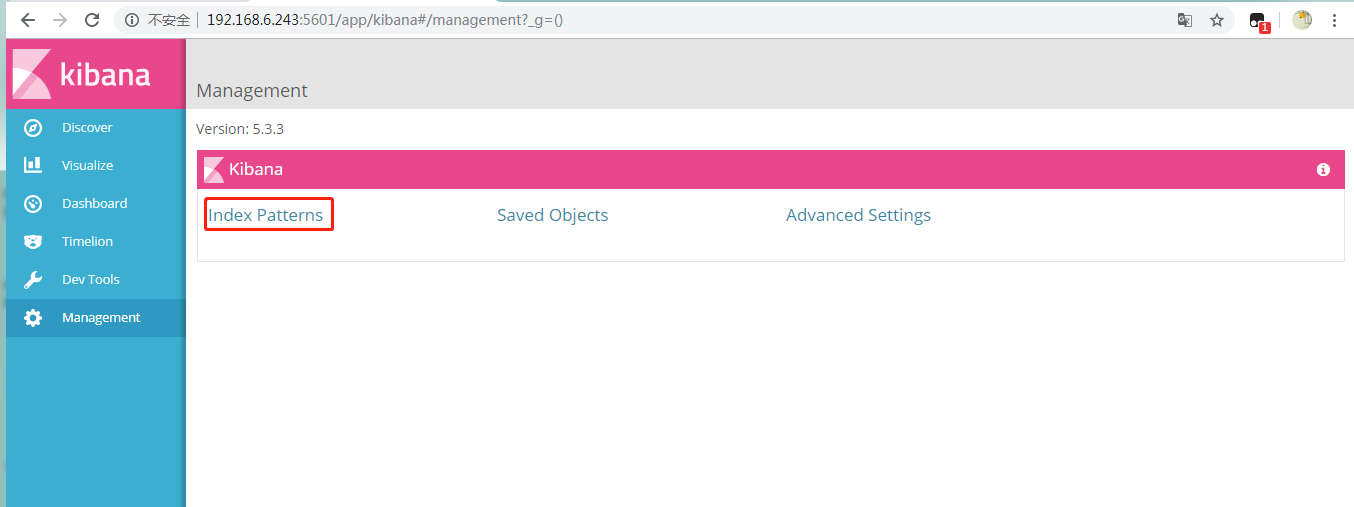 不安全 192.168.6.243:5601/app/kibana#/management?_g=()
1
kibana
Discover
Visualize
Dashboard
Timelion
Dev Tools
Management
Management
Version: 5.3.3
Kibana
Index Patterns Saved Objects Advanced Settings